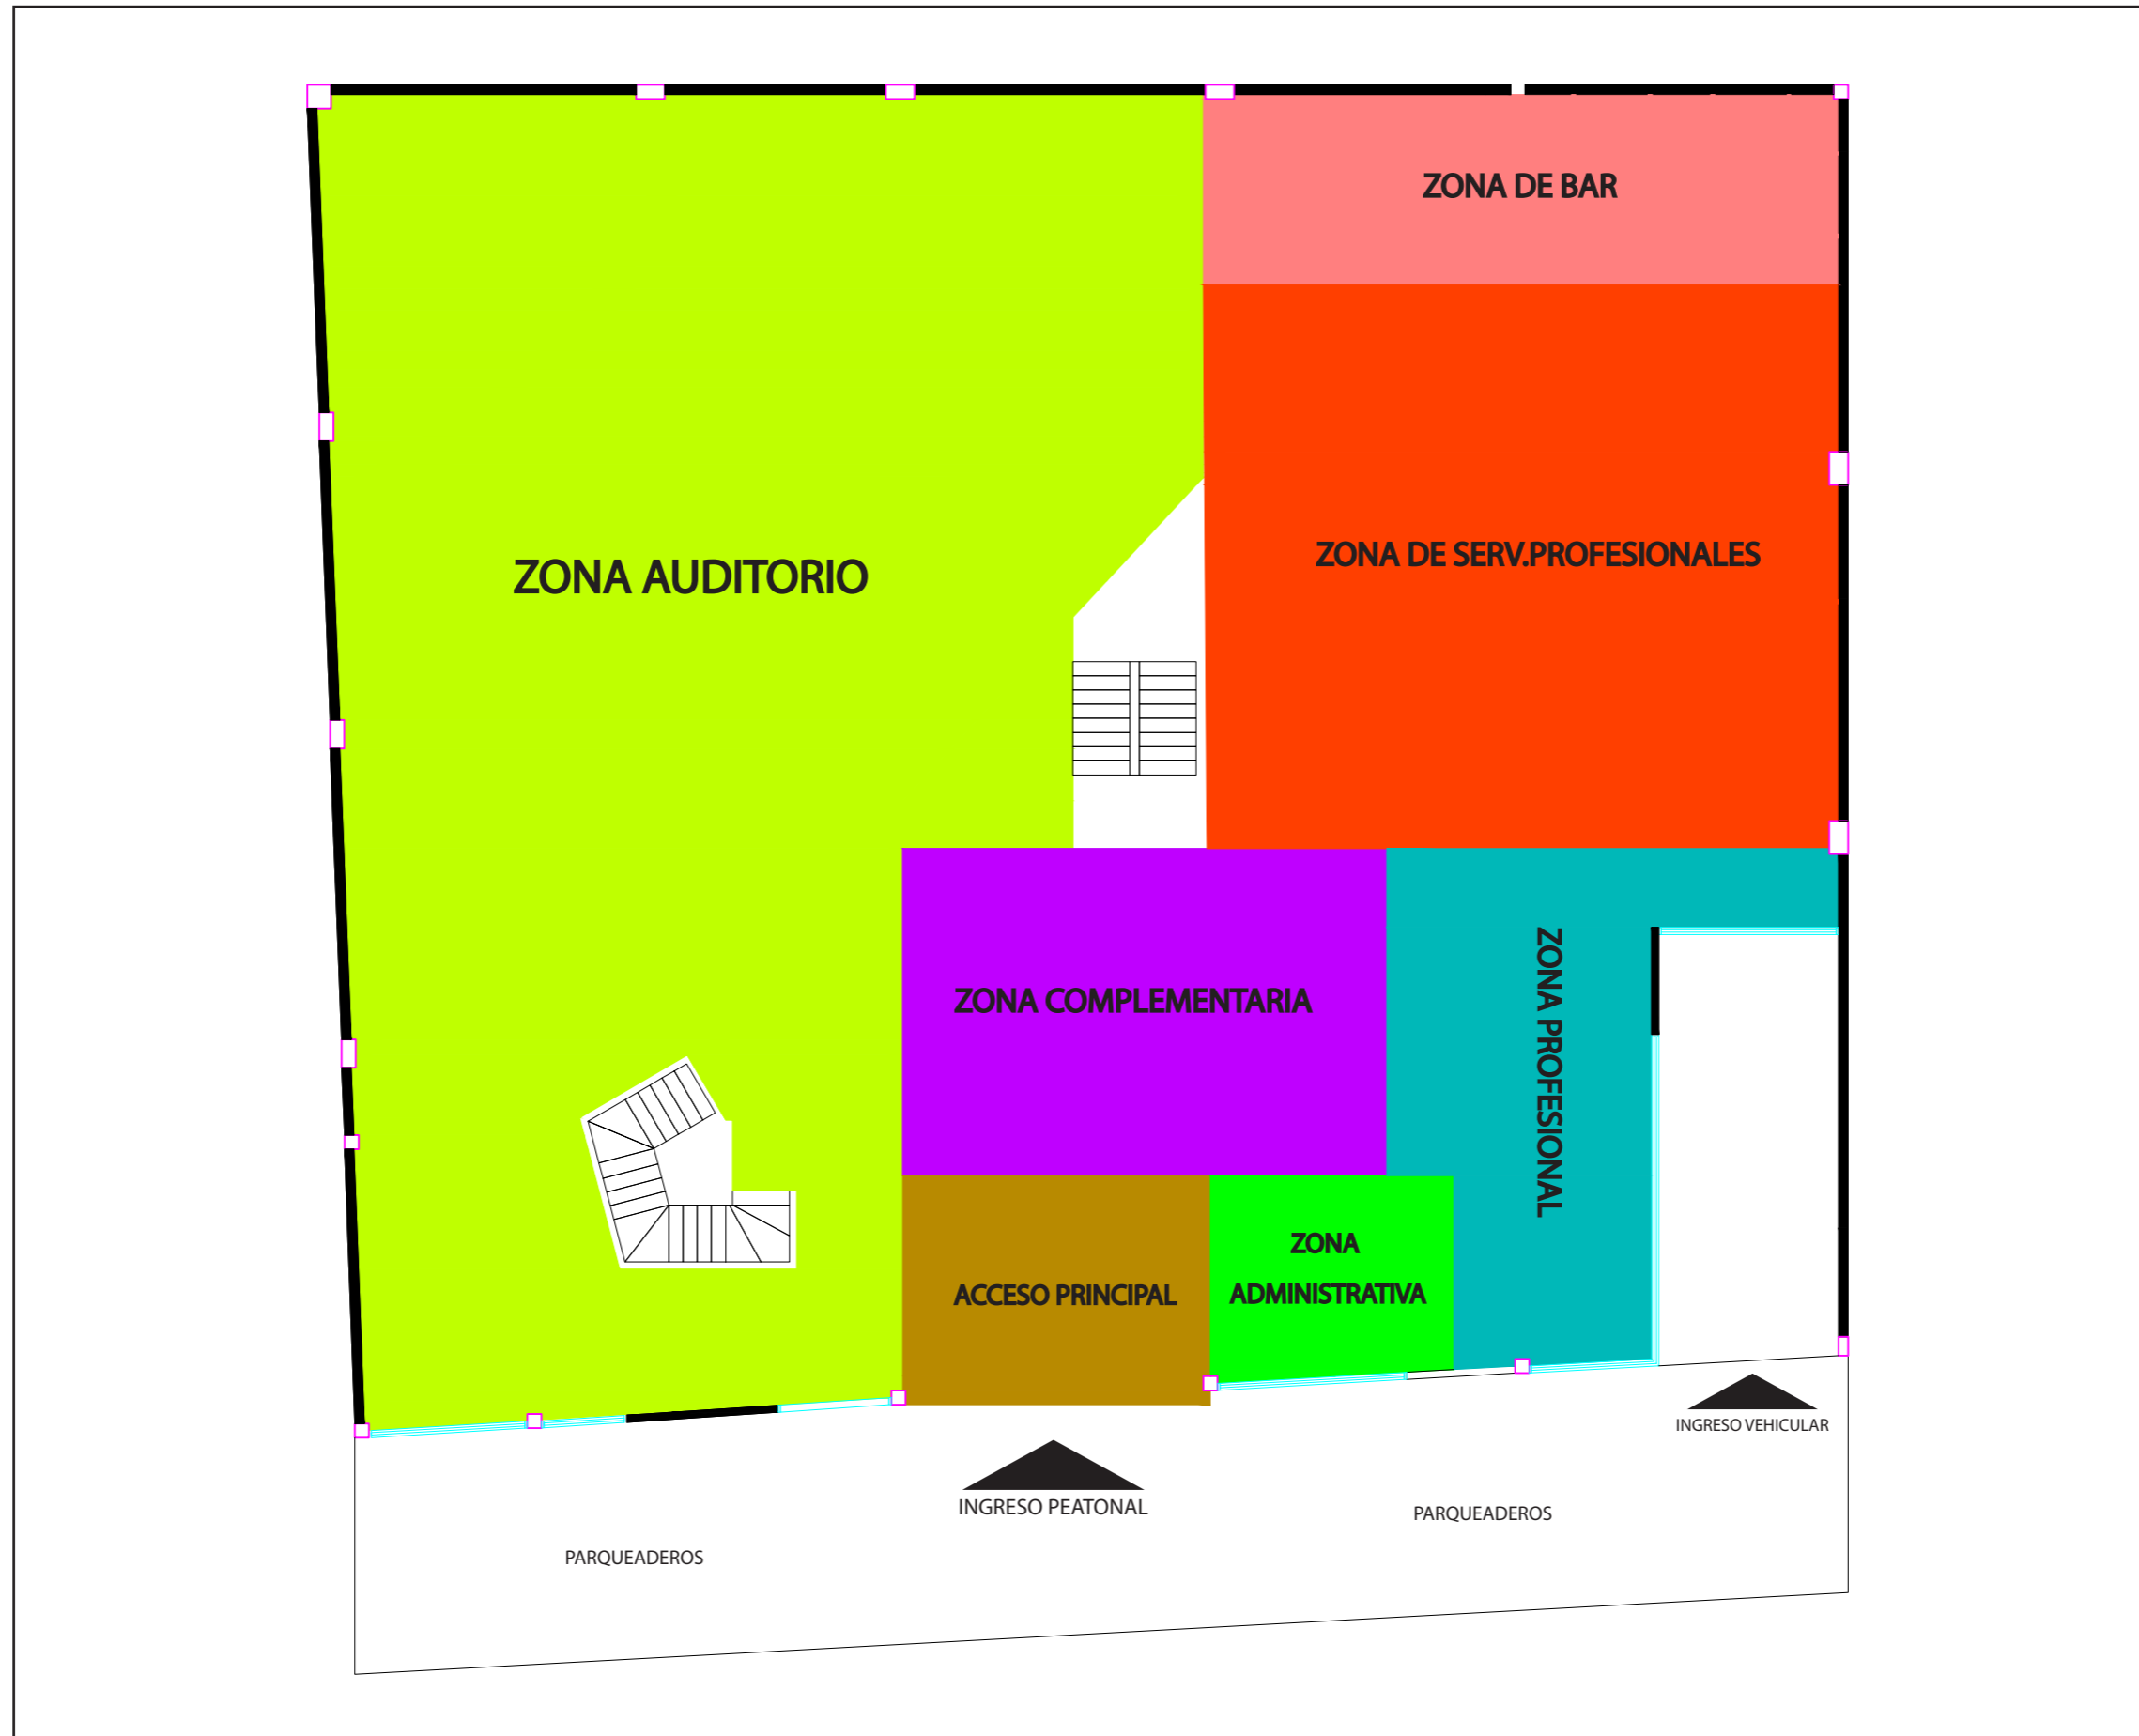 ZONA DE BAR
ZONA AUDITORIO
ZONA DE SERV.PROFESIONALES
ZONA COMPLEMENTARIA
ZONA PROFESIONAL
ZONA
ADMINISTRATIVA
ACCESO PRINCIPAL
INGRESO VEHICULAR
INGRESO PEATONAL
PARQUEADEROS
PARQUEADEROS